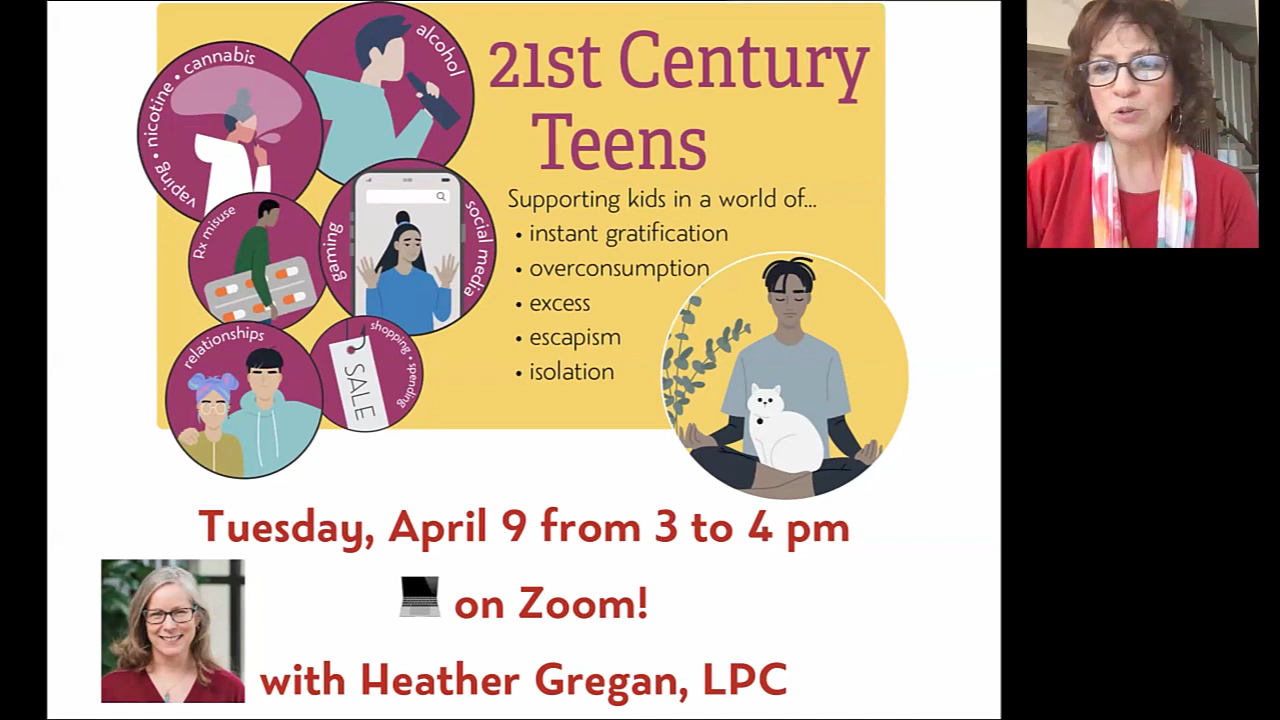 21st Century
Teens
Supporting kids in a world of...
• instant gratification
• overconsumption
• excess
• escapism
• isolation
vaping • nicotine • cannabis
alcohol
Rx misuse
gaming
social media
relationships
shopping • spending
SALE
Tuesday, April 9 from 3 to 4 pm
on Zoom!
with Heather Gregan, LPC